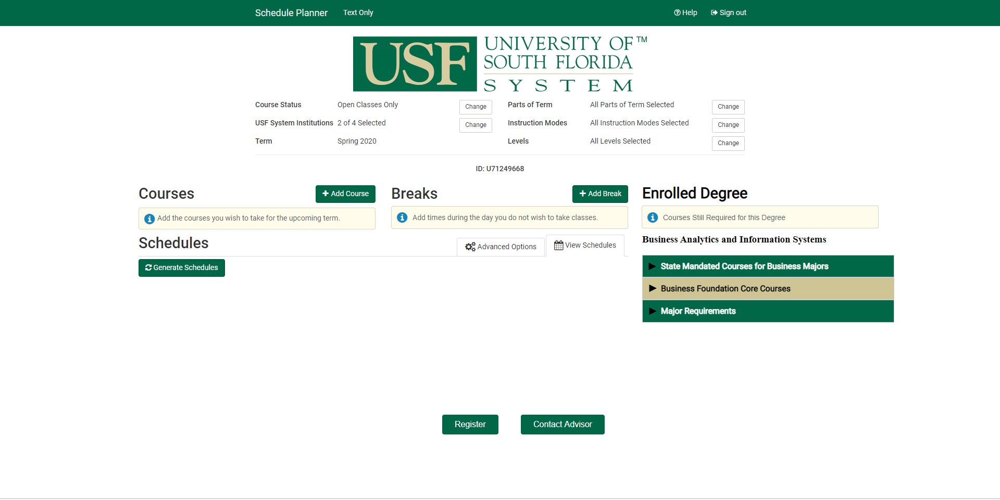 Schedule Planner Text Only Help Sign out
USF
UNIVERSITY OF™
SOUTH FLORIDA
SYSTEM
Course Status Open Classes Only Change Parts of Term All Parts of Term Selected Change
USF System Institutions 2 of 4 Selected Change Instruction Modes All Instruction Modes Selected Change
Term Spring 2020 Levels All Levels Selected Change
ID: U71249668
Courses Add Course
Add the courses you wish to take for the upcoming term.
Breaks Add Break
Add times during the day you do not wish to take classes.
Schedules Advanced Options View Schedules
Generate Schedules
Enrolled Degree
Courses Still Required for this Degree
Business Analytics and Information Systems
State Mandated Courses for Business Majors
Business Foundation Core Courses
Major Requirements
Register Contact Advisor